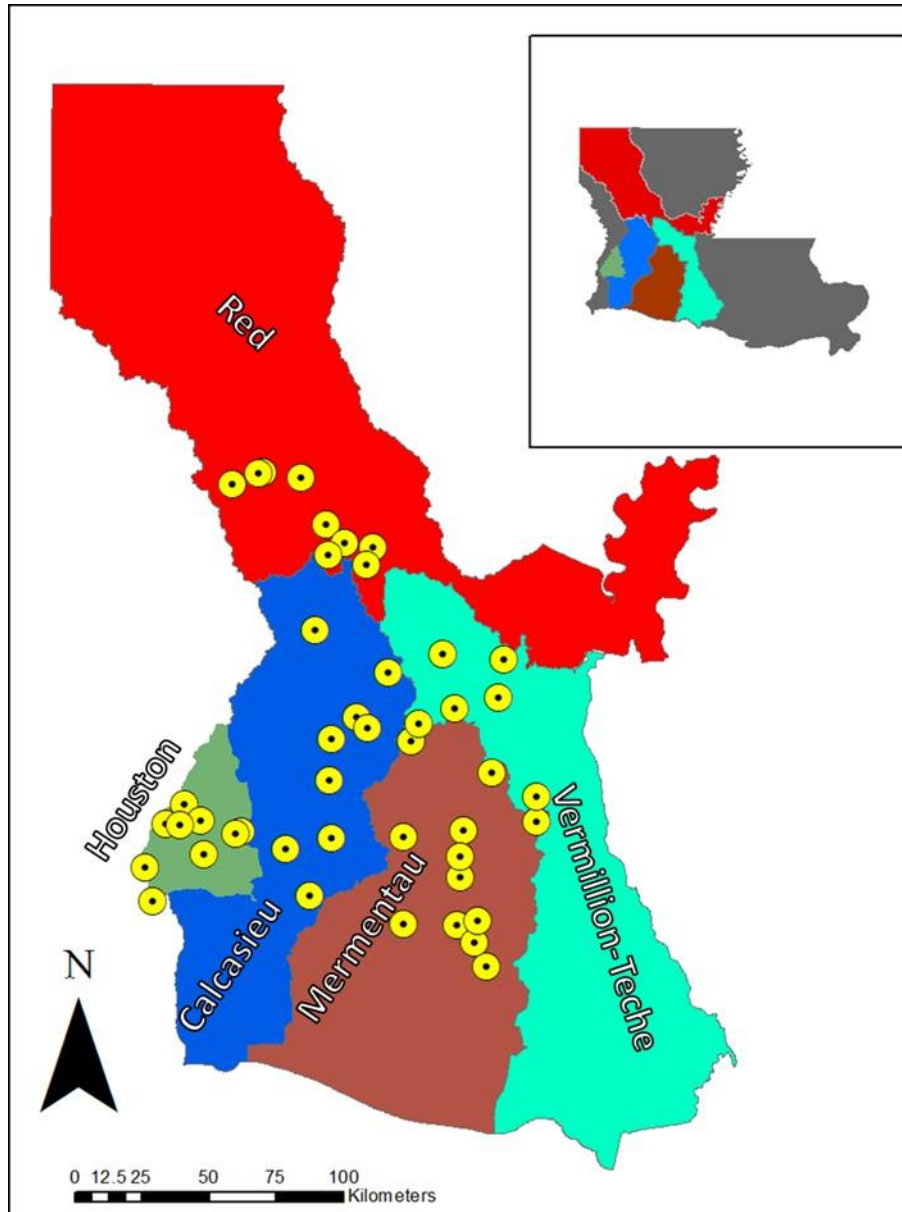 Red
Houston
Calcasieu
Mermentau
Vermillion-Teche
N
0 12.5 25 50 75 100
Kilometers